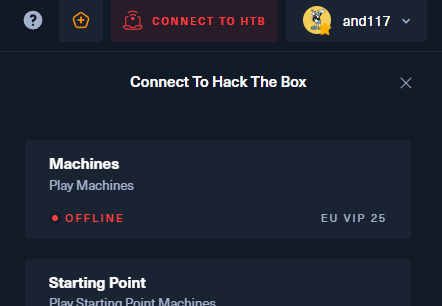 ?
CONNECT TO HTB
and117
Connect To Hack The Box
Machines
Play Machines
OFFLINE
EU VIP 25
Starting Point
Play Starting Point Machines